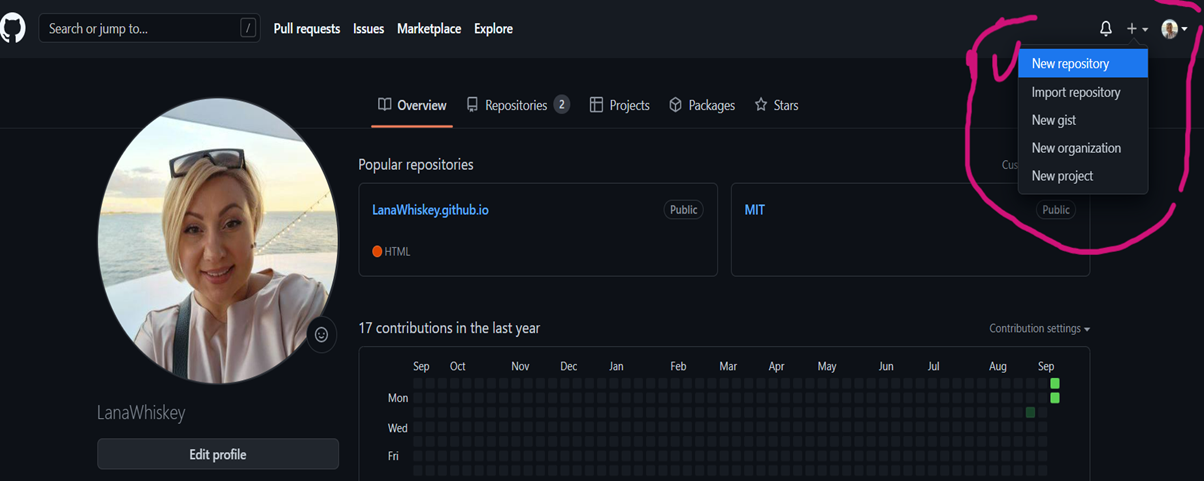 Search or jump to... /
Pull requests
Issues
Marketplace
Explore
New repository
Import repository
New gist
New organization
New project
Overview
Repositories 2
Projects
Packages
Stars
Popular repositories
Cus
LanaWhiskey.github.io
Public
HTML
MIT
Public
17 contributions in the last year
Contribution settings
Sep Oct Nov Dec Jan Feb Mar Apr May Jun Jul Aug Sep
Mon
Wed
Fri
LanaWhiskey
Edit profile